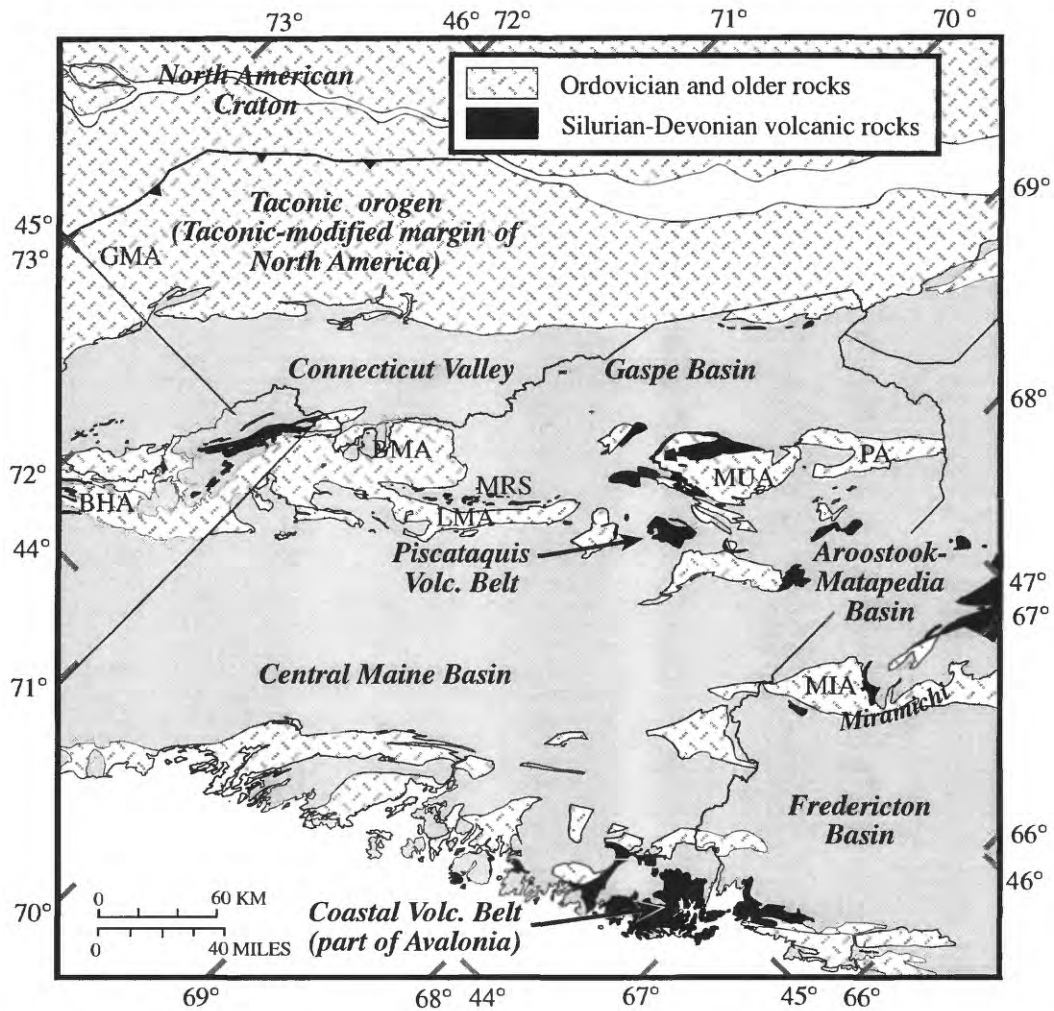 73°
46°
72°
71°
70°
North American
Craton
Ordovician and older rocks
Silurian-Devonian volcanic rocks
69°
45°
73°
Taconic orogen
(Taconic-modified margin of
North America)
GMA
Connecticut Valley
Gaspe Basin
68°
72°
BMA
MUA
PA
BHA
MRS
LMA
44°
Piscataquis
Volc. Belt
Aroostook-
Matapedia
Basin
47°
67°
Central Maine Basin
71°
MIA
Miramichi
Fredericton
Basin
66°
46°
70°
0 60 KM
0 40 MILES
Coastal Volc. Belt
(part of Avalonia)
69°
68°
44°
67°
45°
66°